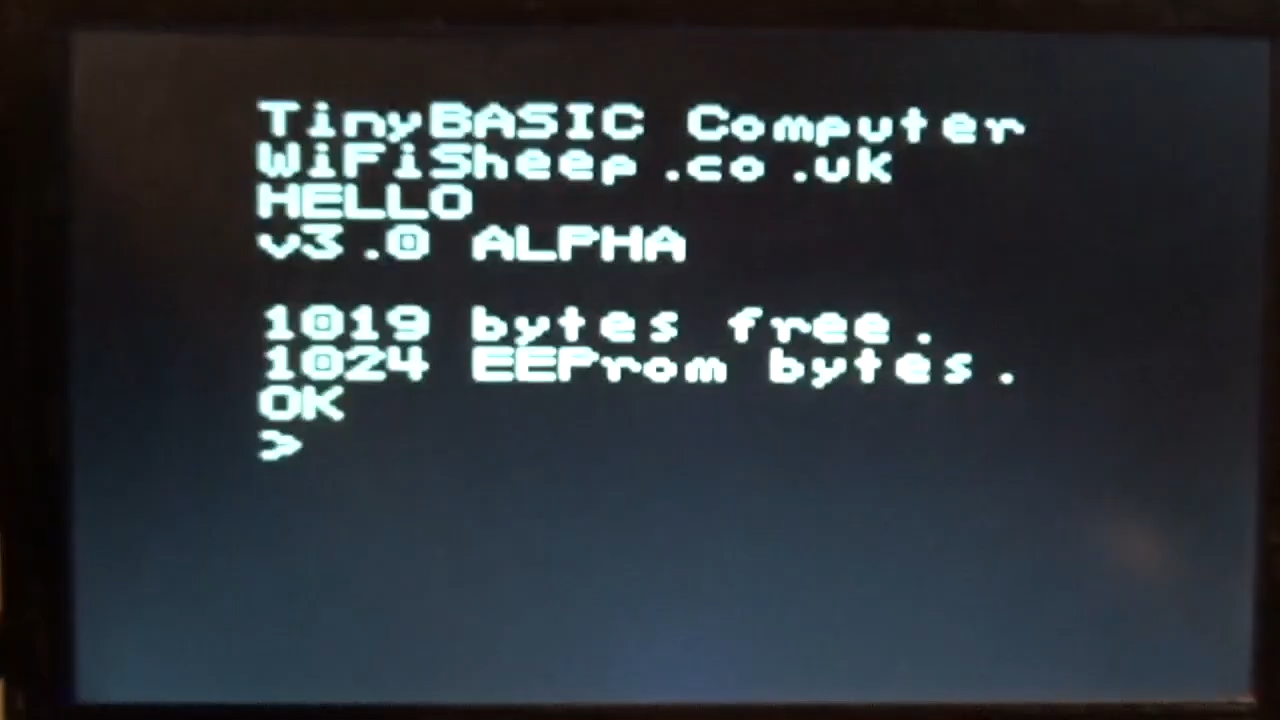 TinyBASIC Computer
WiFiSheep.co.uk
HELLO
v3.0 ALPHA
1019 bytes free.
1024 EEProm bytes.
OK
>